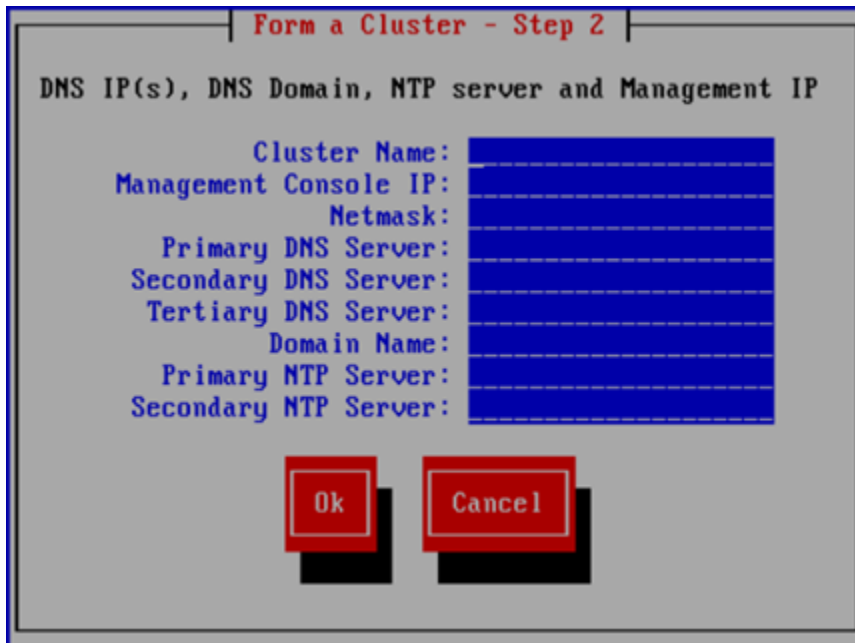 Form a Cluster - Step 2
DNS IP(s), DNS Domain, NTP server and Management IP
Cluster Name:
Management Console IP:
Netmask:
Primary DNS Server:
Secondary DNS Server:
Tertiary DNS Server:
Domain Name:
Primary NTP Server:
Secondary NTP Server:
Ok Cancel